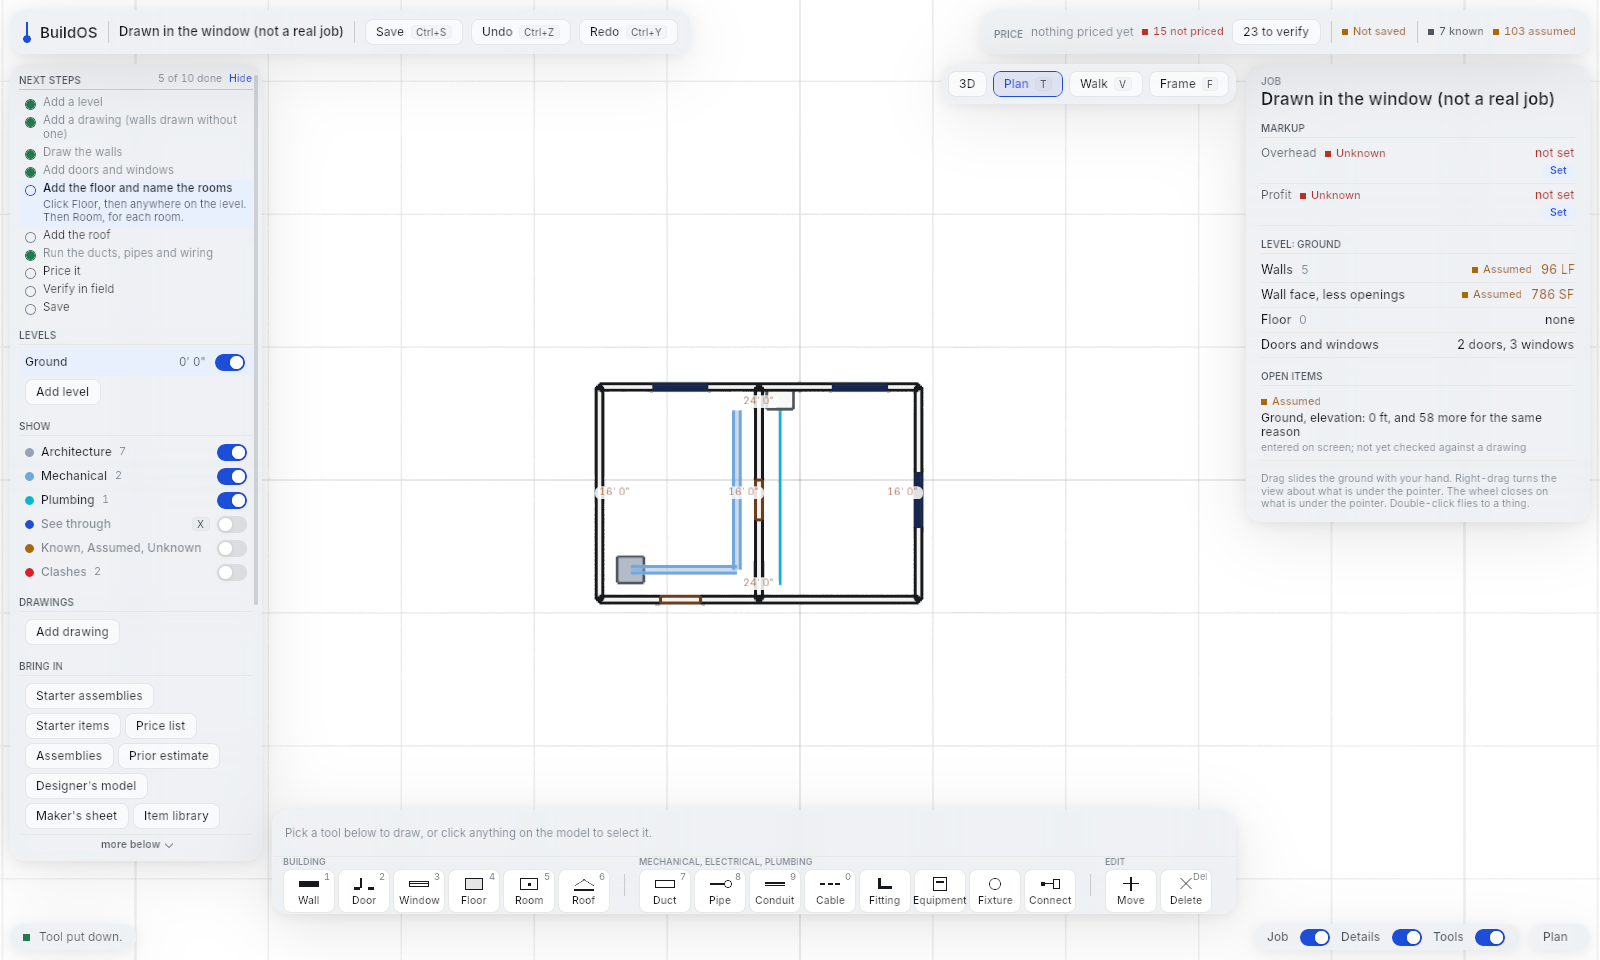 BuildOS
Drawn in the window (not a real job)
Save Ctrl+S
Undo Ctrl+Z
Redo Ctrl+Y
PRICE nothing priced yet 15 not priced 23 to verify Not saved 7 known 103 assumed
NEXT STEPS 5 of 10 done Hide
Add a level
Add a drawing (walls drawn without
one)
Draw the walls
Add doors and windows
Add the floor and name the rooms
Click Floor, then anywhere on the level.
Then Room, for each room.
Add the roof
Run the ducts, pipes and wiring
Price it
Verify in field
Save
LEVELS
Ground 0' 0"
Add level
SHOW
Architecture 7
Mechanical 2
Plumbing 1
See through X
Known, Assumed, Unknown
Clashes 2
DRAWINGS
Add drawing
BRING IN
Starter assemblies
Starter items Price list
Assemblies Prior estimate
Designer's model
Maker's sheet Item library
more below
3D Plan T Walk V Frame F
24' 0"
16' 0" 16' 0" 16' 0"
24' 0"
JOB
Drawn in the window (not a real job)
MARKUP
Overhead Unknown not set
Set
Profit Unknown not set
Set
LEVEL: GROUND
Walls 5 Assumed 96 LF
Wall face, less openings Assumed 786 SF
Floor 0 none
Doors and windows 2 doors, 3 windows
OPEN ITEMS
Assumed
Ground, elevation: 0 ft, and 58 more for the same
reason
entered on screen; not yet checked against a drawing
Drag slides the ground with your hand. Right-drag turns the
view about what is under the pointer. The wheel closes on
what is under the pointer. Double-click flies to a thing.
Pick a tool below to draw, or click anything on the model to select it.
BUILDING
Wall 1
Door 2
Window 3
Floor 4
Room 5
Roof 6
MECHANICAL, ELECTRICAL, PLUMBING
Duct 7
Pipe 8
Conduit 9
Cable 0
Fitting
Equipment
Fixture
Connect
EDIT
Move
Delete Del
Tool put down.
Job Details Tools Plan